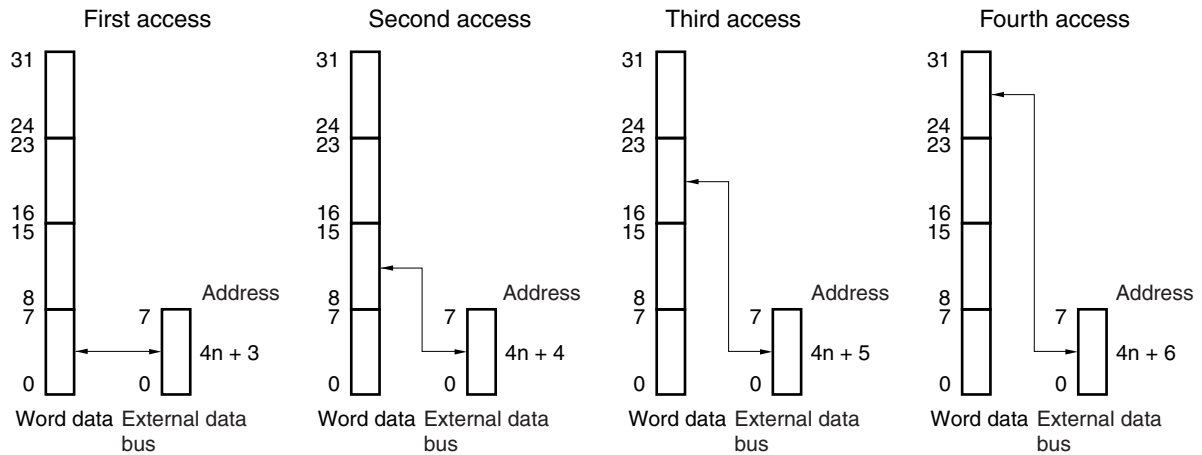 First access
31
24
23
16
15
8
7
0
Address
7
4n + 3
0
Word data External data
bus
Second access
31
24
23
16
15
8
7
0
Address
7
4n + 4
0
Word data External data
bus
Third access
31
24
23
16
15
8
7
0
Address
7
4n + 5
0
Word data External data
bus
Fourth access
31
24
23
16
15
8
7
0
Address
7
4n + 6
0
Word data External data
bus